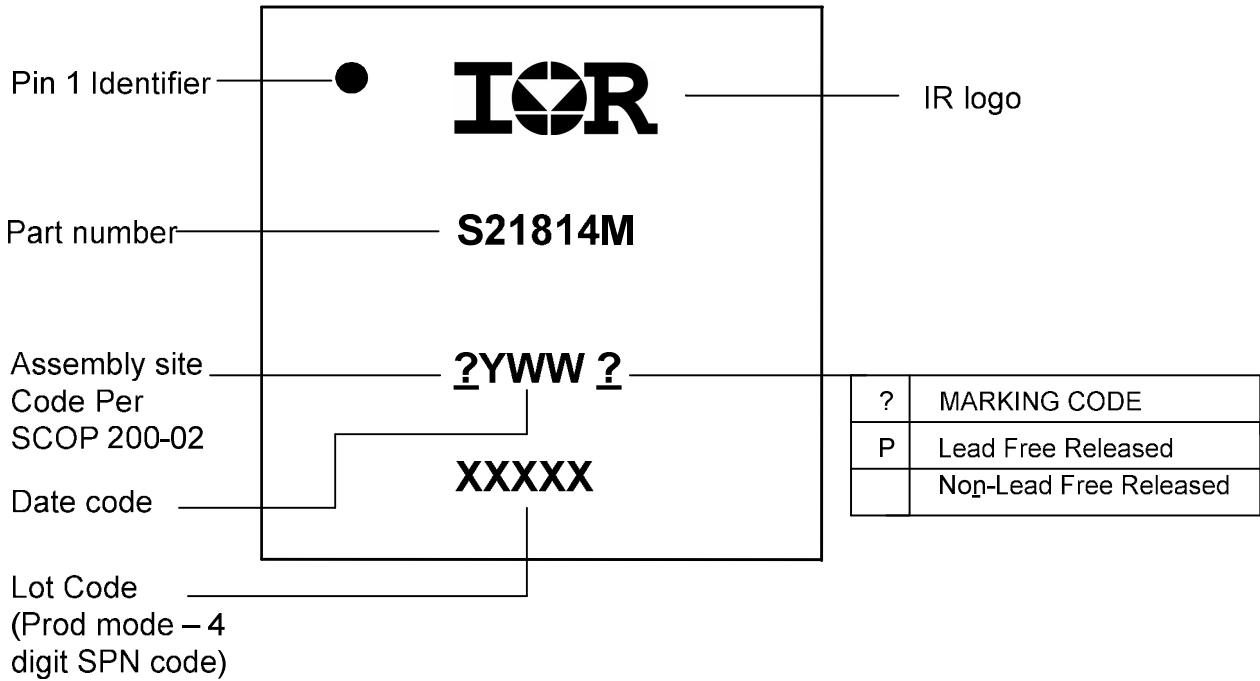 Pin 1 Identifier
IOR
IR logo
Part number
S21814M
Assembly site
Code Per
SCOP 200-02
?YWW ?
? MARKING CODE
P Lead Free Released
Non-Lead Free Released
Date code
XXXXX
Lot Code
(Prod mode – 4
digit SPN code)